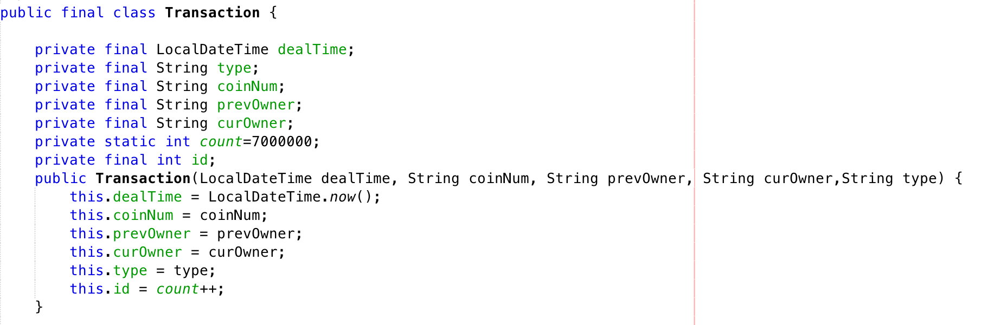 public final class Transaction {
private final LocalDateTime dealTime;
private final String type;
private final String coinNum;
private final String prevOwner;
private final String curOwner;
private static int count=7000000;
private final int id;
public Transaction(LocalDateTime dealTime, String coinNum, String prevOwner, String curOwner,String type) {
this.dealTime = LocalDateTime.now();
this.coinNum = coinNum;
this.prevOwner = prevOwner;
this.curOwner = curOwner;
this.type = type;
this.id = count++;
}